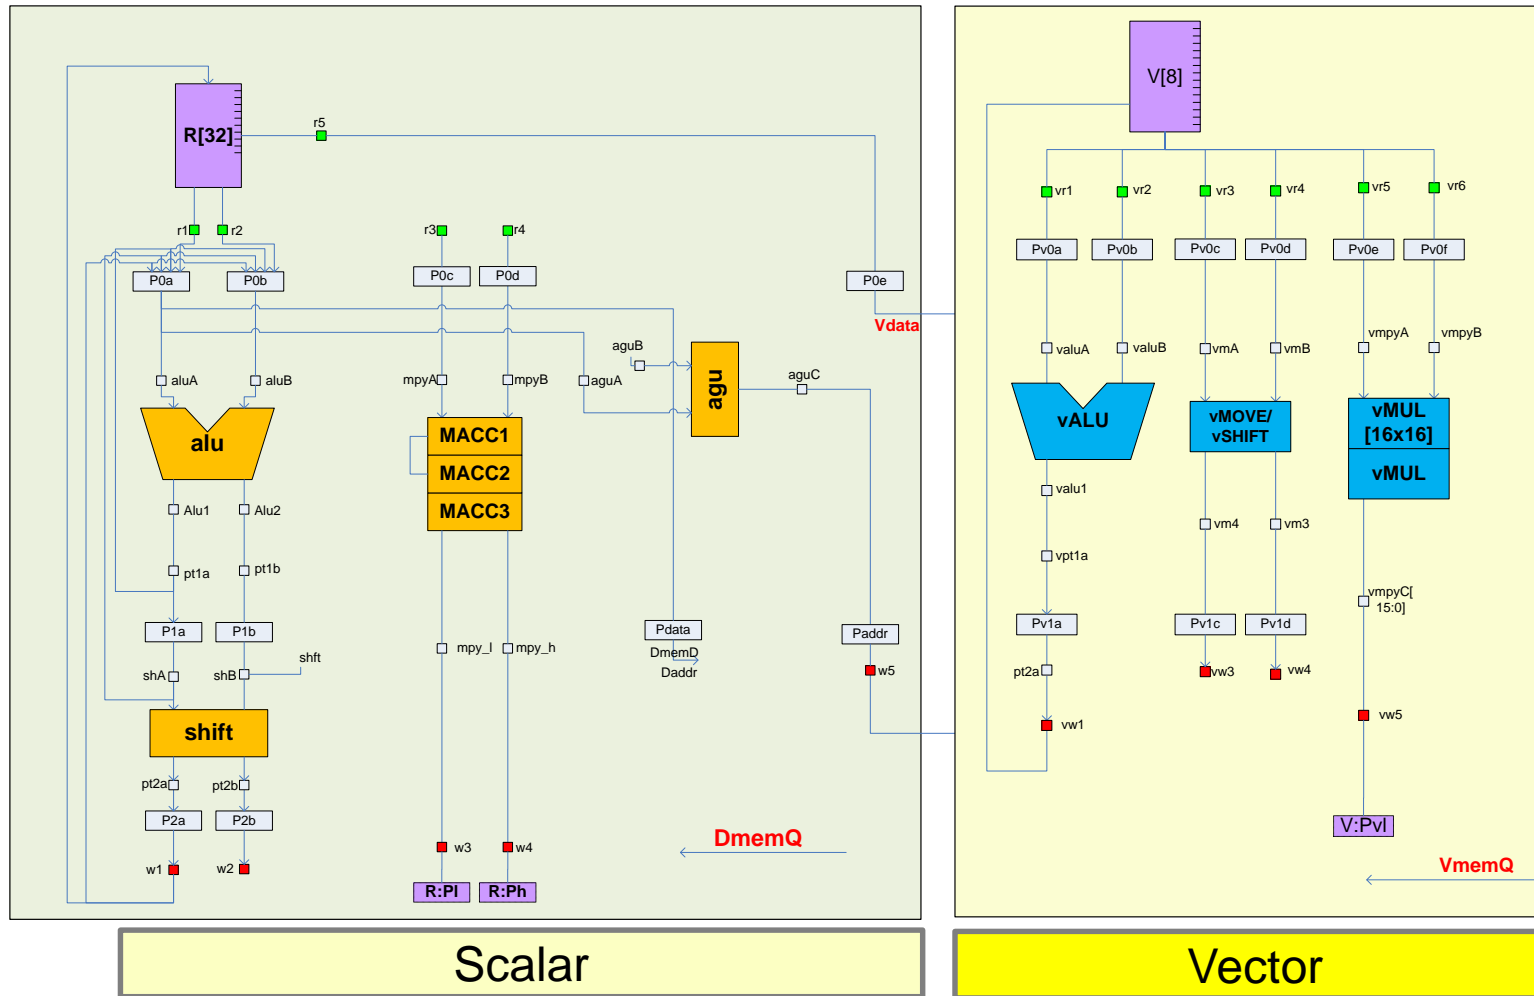 R[32]
r5
r1
r2
r3
r4
P0a
P0b
P0c
P0d
P0e
Vdata
aguB
aluA
aluB
mpyA
mpyB
aguA
agu
aguC
alu
MACC1
MACC2
MACC3
Alu1
Alu2
pt1a
pt1b
P1a
P1b
shft
shA
shB
shift
mpy_l
mpy_h
Pdata
DmemD
Daddr
Paddr
w5
pt2a
pt2b
P2a
P2b
w1
w2
w3
w4
R:Pl
R:Ph
DmemQ
Scalar
V[8]
vr1
vr2
vr3
vr4
vr5
vr6
Pv0a
Pv0b
Pv0c
Pv0d
Pv0e
Pv0f
valuA
valuB
vmA
vmB
vmpyA
vmpyB
vALU
vMOVE/
vSHIFT
vMUL
[16x16]
vMUL
valu1
vm4
vm3
vpt1a
vmpyC[
15:0]
Pv1a
Pv1c
Pv1d
pt2a
vw3
vw4
vw1
vw5
V:Pvl
VmemQ
Vector